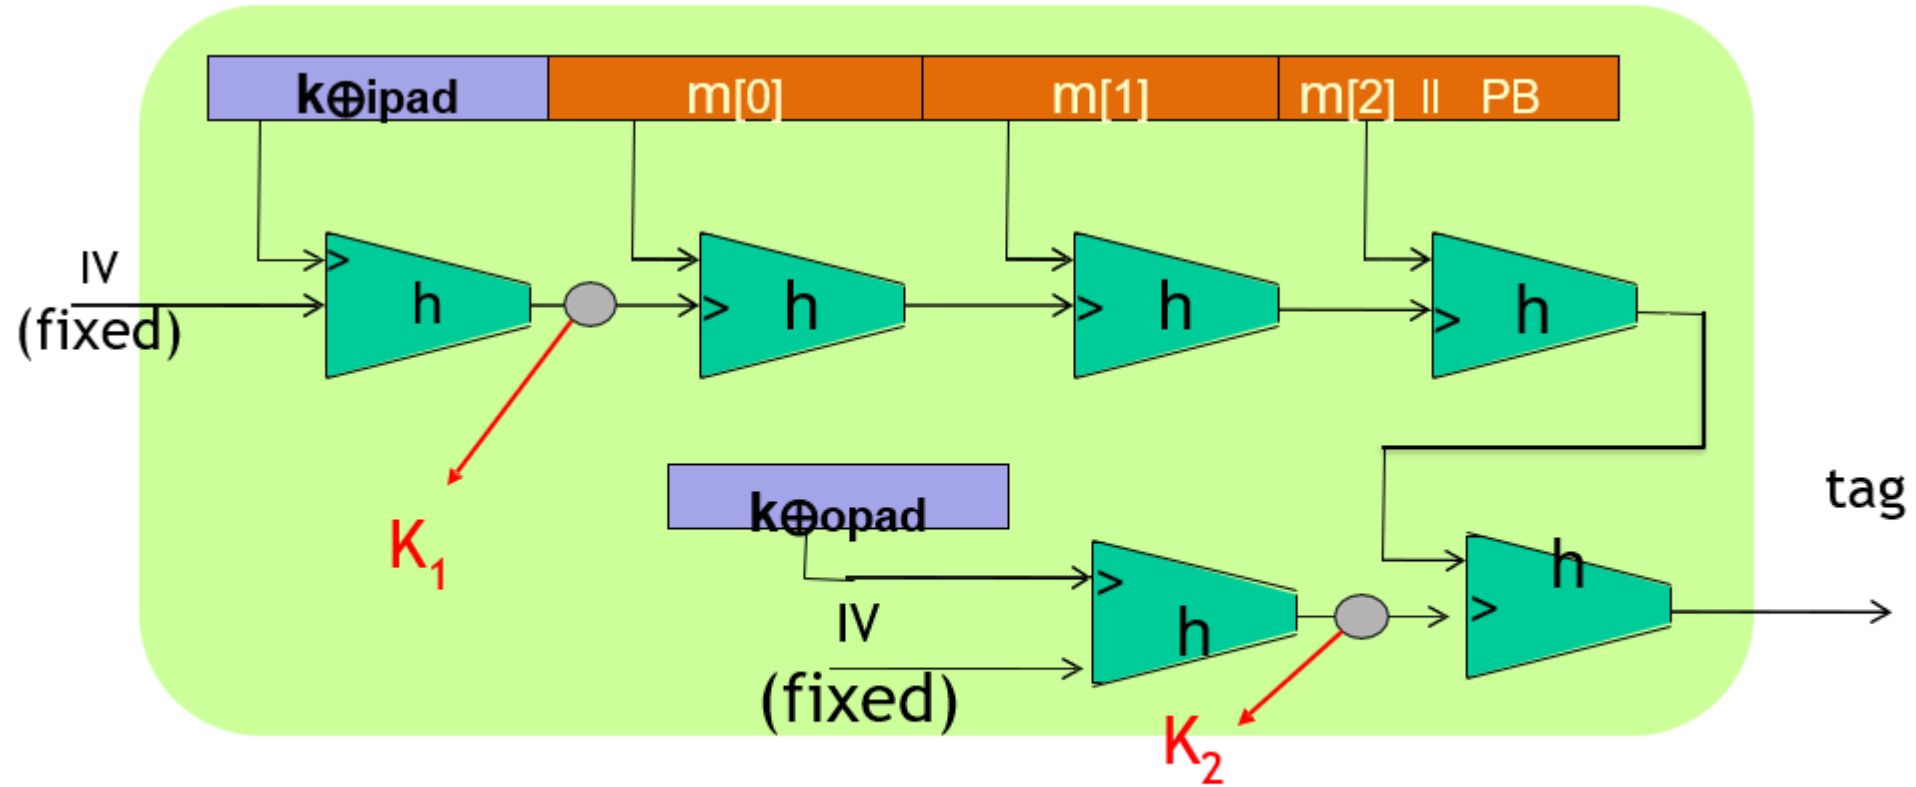 k⊕ipad m[0] m[1] m[2] ll PB
IV
(fixed)
> h > h > h > h
K₁
k⊕opad
tag
IV
(fixed)
> h > h
K₂